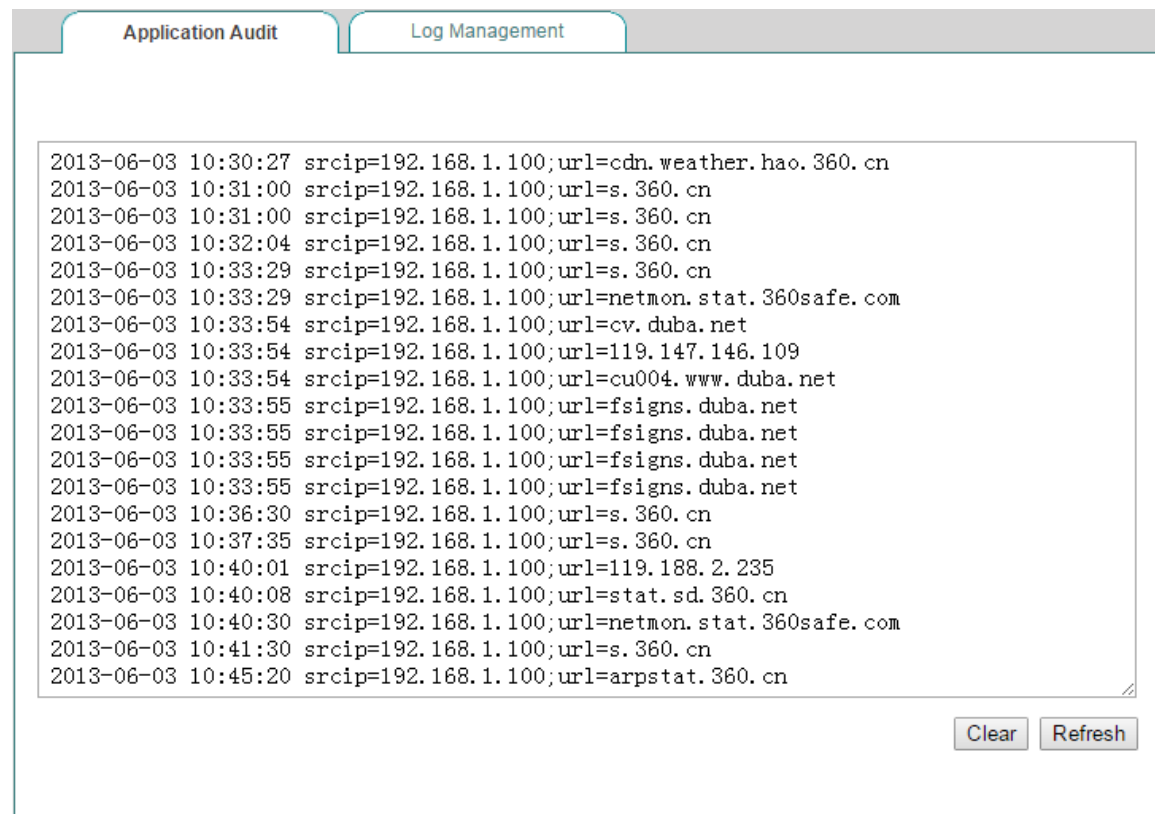 Application Audit
Log Management
2013-06-03 10:30:27 srcip=192.168.1.100;url=cdn.weather.hao.360.cn
2013-06-03 10:31:00 srcip=192.168.1.100;url=s.360.cn
2013-06-03 10:31:00 srcip=192.168.1.100;url=s.360.cn
2013-06-03 10:32:04 srcip=192.168.1.100;url=s.360.cn
2013-06-03 10:33:29 srcip=192.168.1.100;url=s.360.cn
2013-06-03 10:33:29 srcip=192.168.1.100;url=netmon.stat.360safe.com
2013-06-03 10:33:54 srcip=192.168.1.100;url=cv.duba.net
2013-06-03 10:33:54 srcip=192.168.1.100;url=119.147.146.109
2013-06-03 10:33:54 srcip=192.168.1.100;url=cu004.www.duba.net
2013-06-03 10:33:55 srcip=192.168.1.100;url=fsigns.duba.net
2013-06-03 10:33:55 srcip=192.168.1.100;url=fsigns.duba.net
2013-06-03 10:33:55 srcip=192.168.1.100;url=fsigns.duba.net
2013-06-03 10:33:55 srcip=192.168.1.100;url=fsigns.duba.net
2013-06-03 10:36:30 srcip=192.168.1.100;url=s.360.cn
2013-06-03 10:37:35 srcip=192.168.1.100;url=s.360.cn
2013-06-03 10:40:01 srcip=192.168.1.100;url=119.188.2.235
2013-06-03 10:40:08 srcip=192.168.1.100;url=stat.sd.360.cn
2013-06-03 10:40:30 srcip=192.168.1.100;url=netmon.stat.360safe.com
2013-06-03 10:41:30 srcip=192.168.1.100;url=s.360.cn
2013-06-03 10:45:20 srcip=192.168.1.100;url=arpstat.360.cn
Clear
Refresh